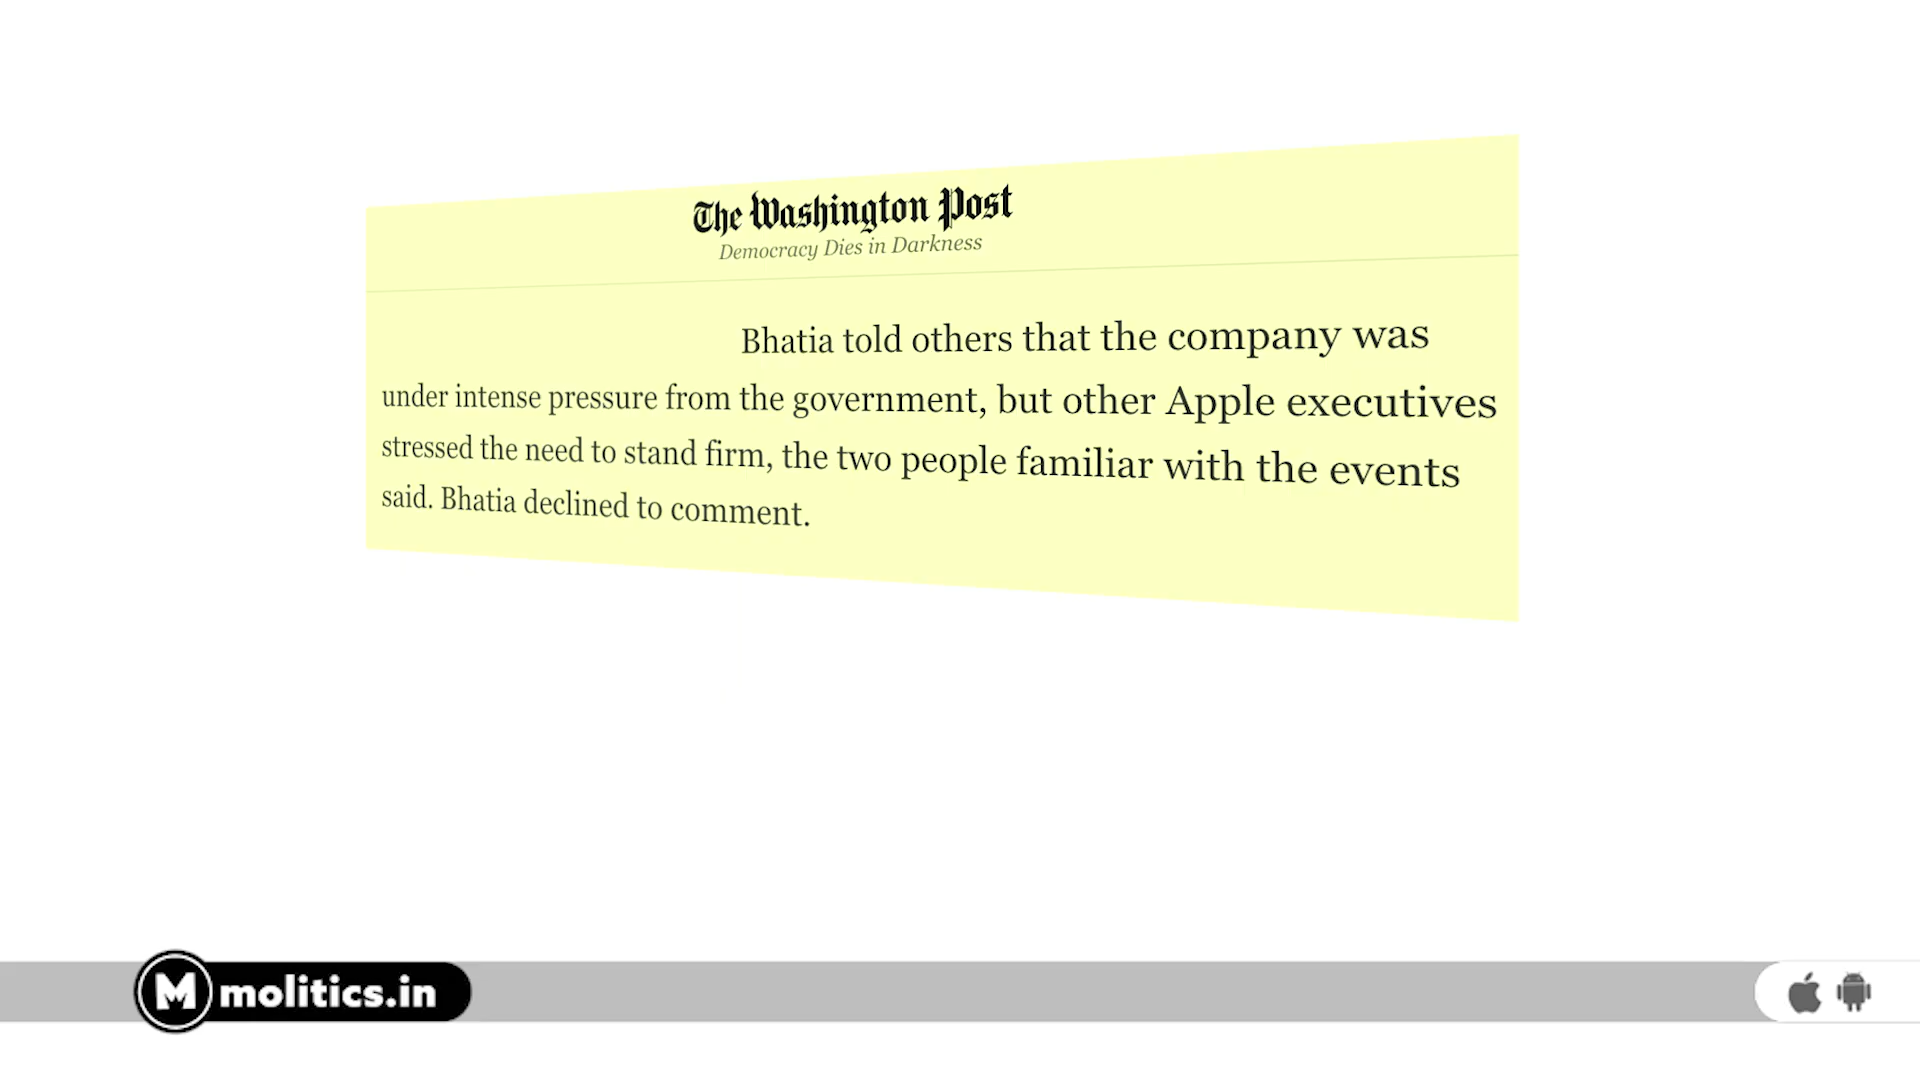 The Washington Post
Democracy Dies in Darkness
Bhatia told others that the company was
under intense pressure from the government, but other Apple executives
stressed the need to stand firm, the two people familiar with the events
said. Bhatia declined to comment.
M molitics.in